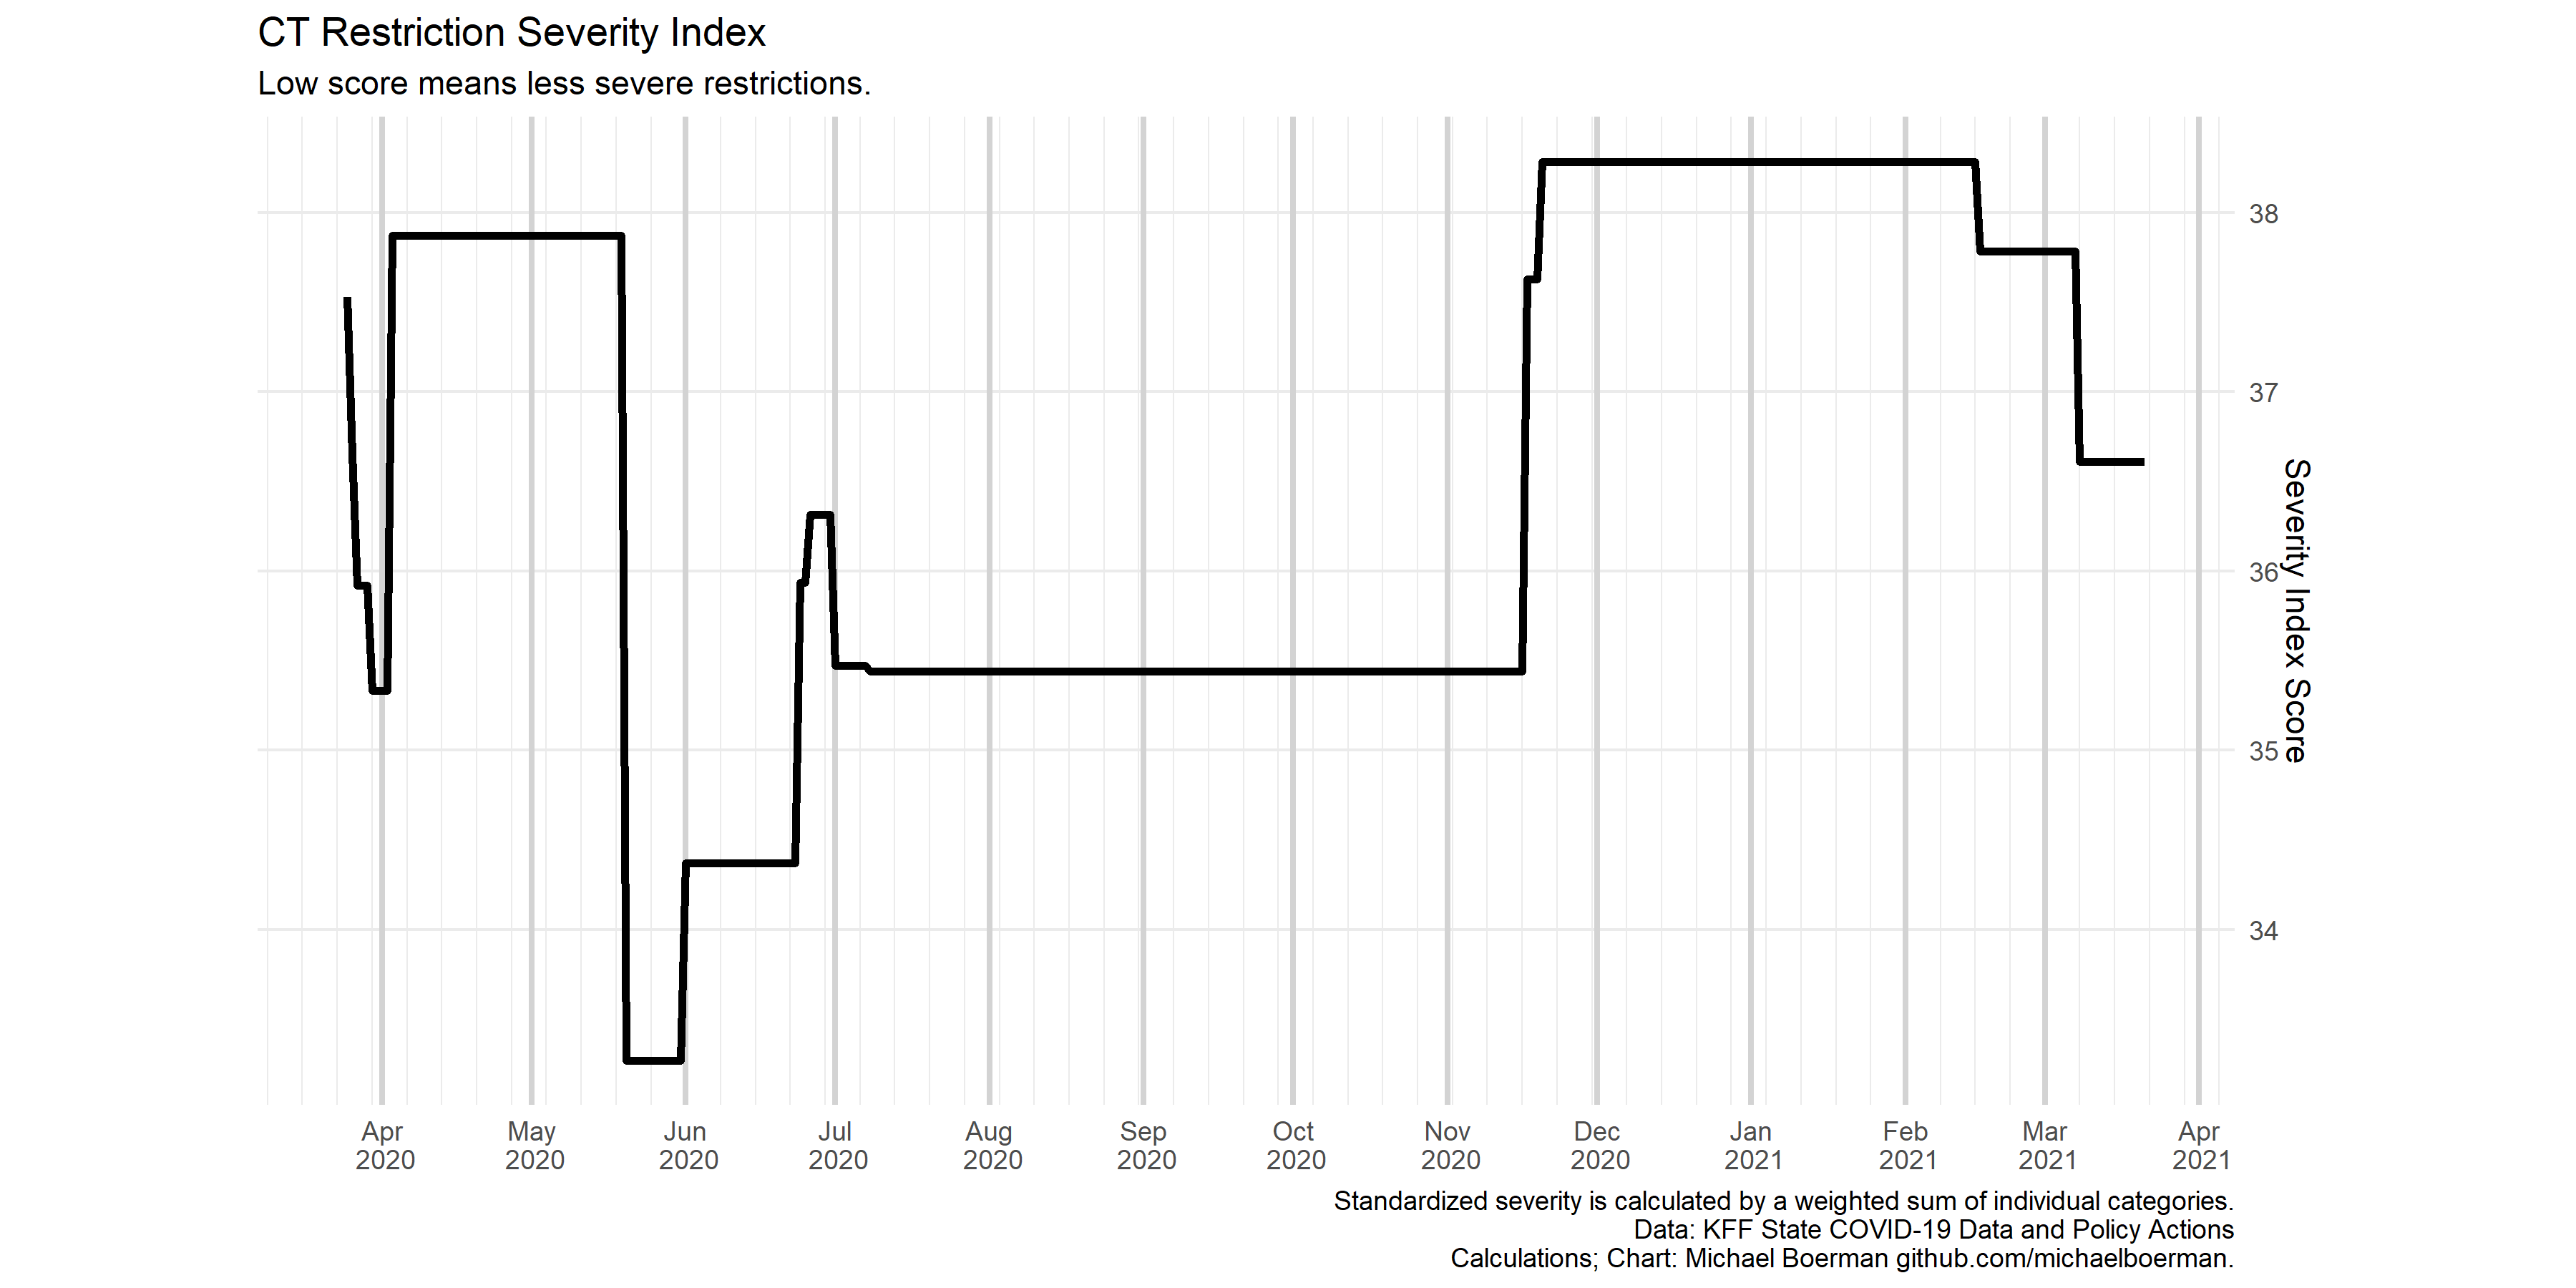 CT Restriction Severity Index
Low score means less severe restrictions.
38
37
36
35
34
Severity Index Score
Apr 2020
May 2020
Jun 2020
Jul 2020
Aug 2020
Sep 2020
Oct 2020
Nov 2020
Dec 2020
Jan 2021
Feb 2021
Mar 2021
Apr 2021
Standardized severity is calculated by a weighted sum of individual categories.
Data: KFF State COVID-19 Data and Policy Actions
Calculations; Chart: Michael Boerman github.com/michaelboerman.